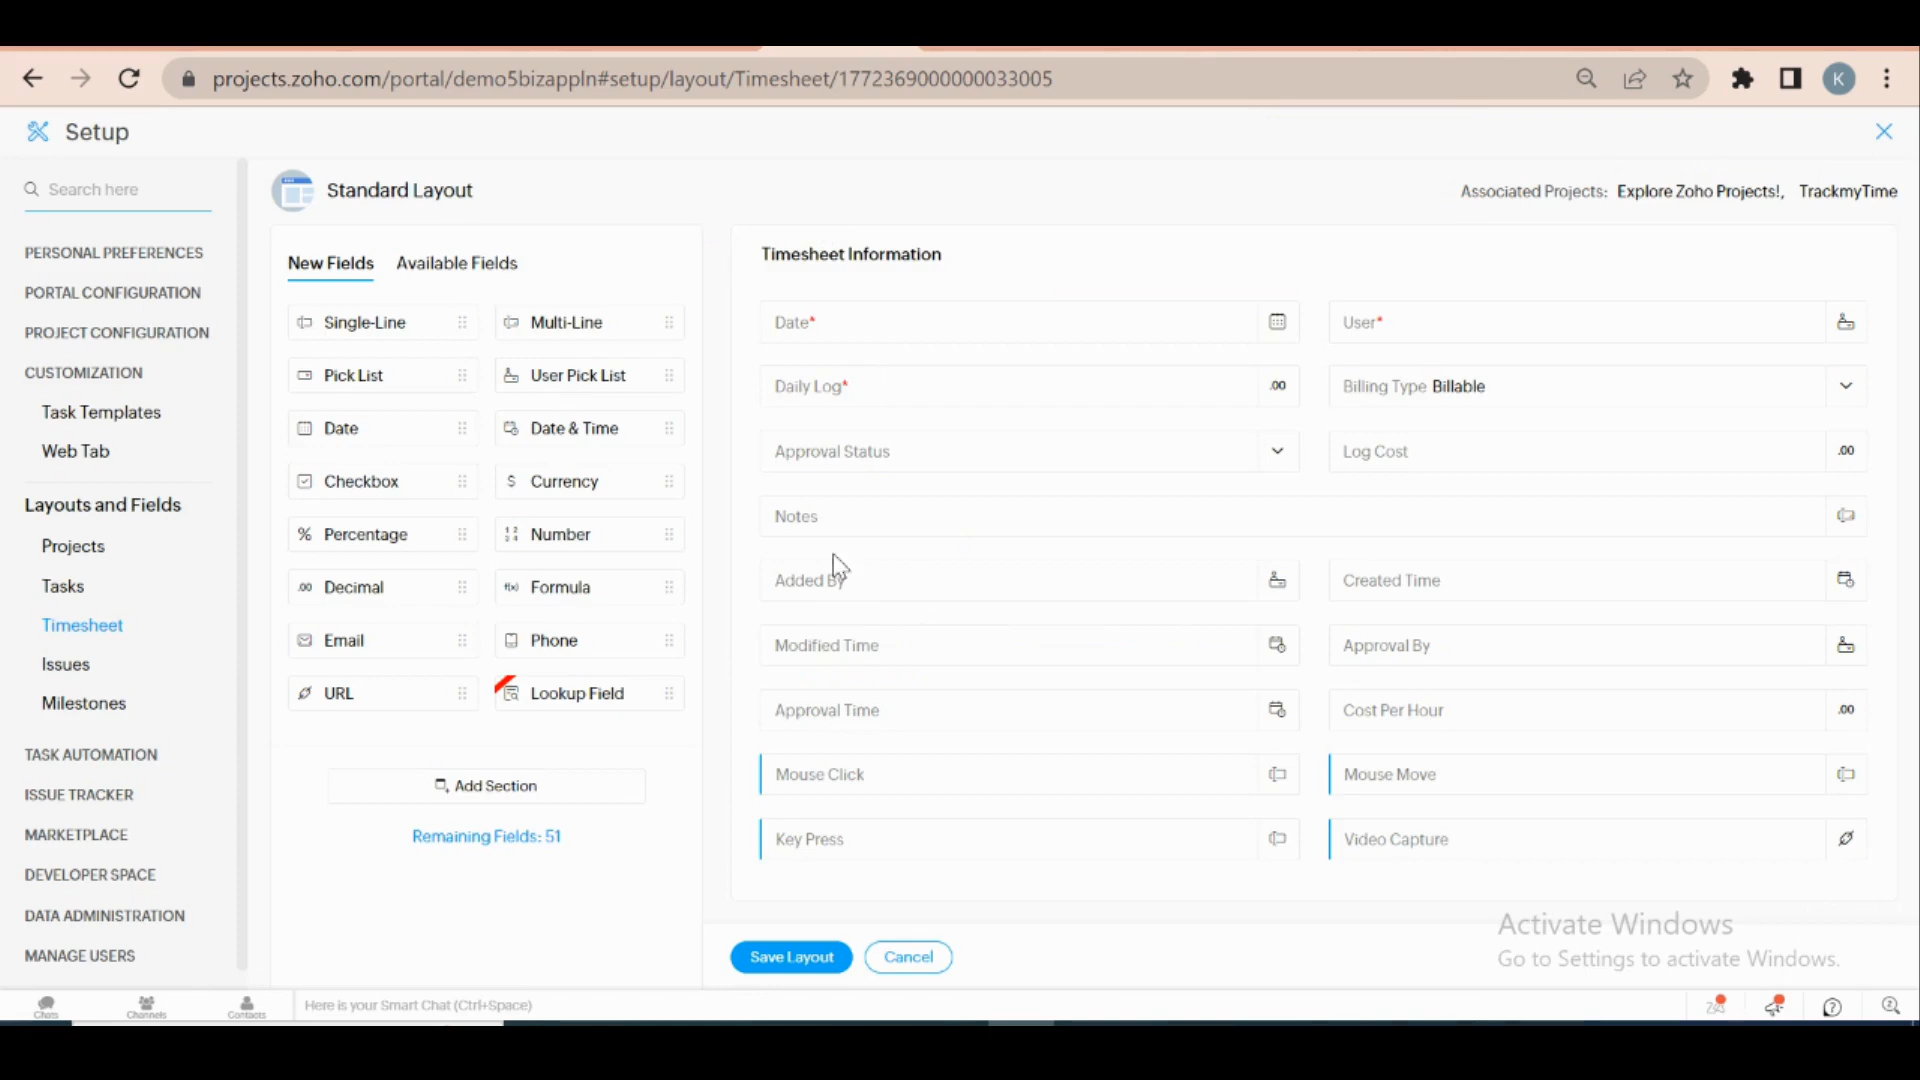 projects.zoho.com/portal/demo5bizappln#setup/layout/Timesheet/1772369000000033005
K
Setup
Search here
PERSONAL PREFERENCES
PORTAL CONFIGURATION
PROJECT CONFIGURATION
CUSTOMIZATION
Task Templates
Web Tab
Layouts and Fields
Projects
Tasks
Timesheet
Issues
Milestones
TASK AUTOMATION
ISSUE TRACKER
MARKETPLACE
DEVELOPER SPACE
DATA ADMINISTRATION
MANAGE USERS
Standard Layout
Associated Projects: Explore Zoho Projects!, TrackmyTime
New Fields Available Fields
Single-Line Multi-Line
Pick List User Pick List
Date Date & Time
Checkbox $ Currency
% Percentage Number
.00 Decimal f(x) Formula
Email Phone
URL Lookup Field
Add Section
Remaining Fields: 51
Timesheet Information
Date* User*
Daily Log* .00 Billing Type Billable
Approval Status Log Cost .00
Notes
Added By Created Time
Modified Time Approval By
Approval Time Cost Per Hour .00
Mouse Click Mouse Move
Key Press Video Capture
Save Layout Cancel
Activate Windows
Go to Settings to activate Windows.
Chats Channels Contacts Here is your Smart Chat (Ctrl+Space)